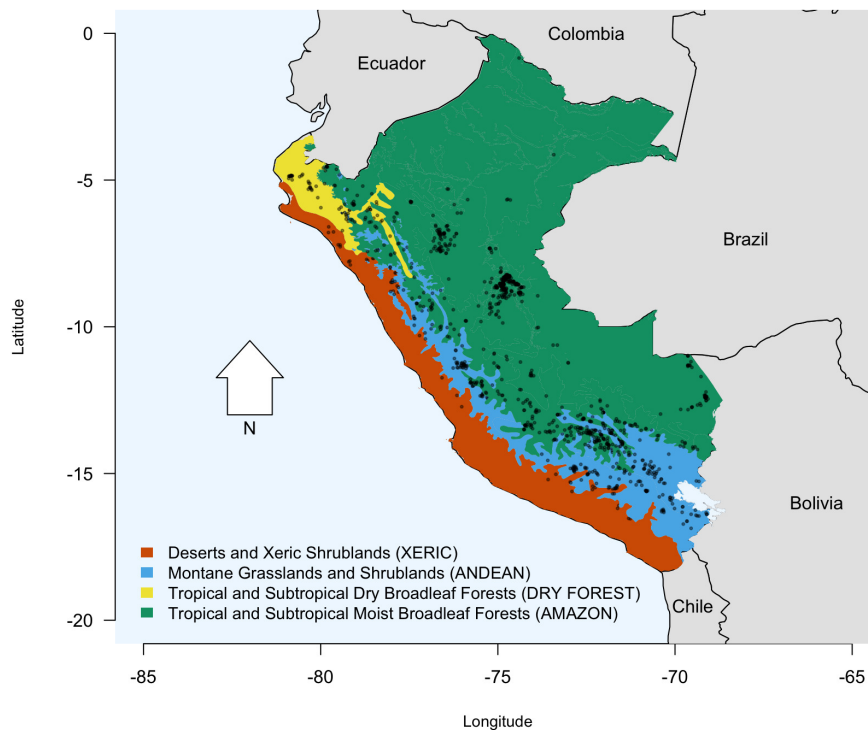 Colombia
Ecuador
Brazil
Bolivia
Chile
N
Deserts and Xeric Shrublands (XERIC)
Montane Grasslands and Shrublands (ANDEAN)
Tropical and Subtropical Dry Broadleaf Forests (DRY FOREST)
Tropical and Subtropical Moist Broadleaf Forests (AMAZON)
0
-5
-10
-15
-20
Latitude
-85 -80 -75 -70 -65
Longitude